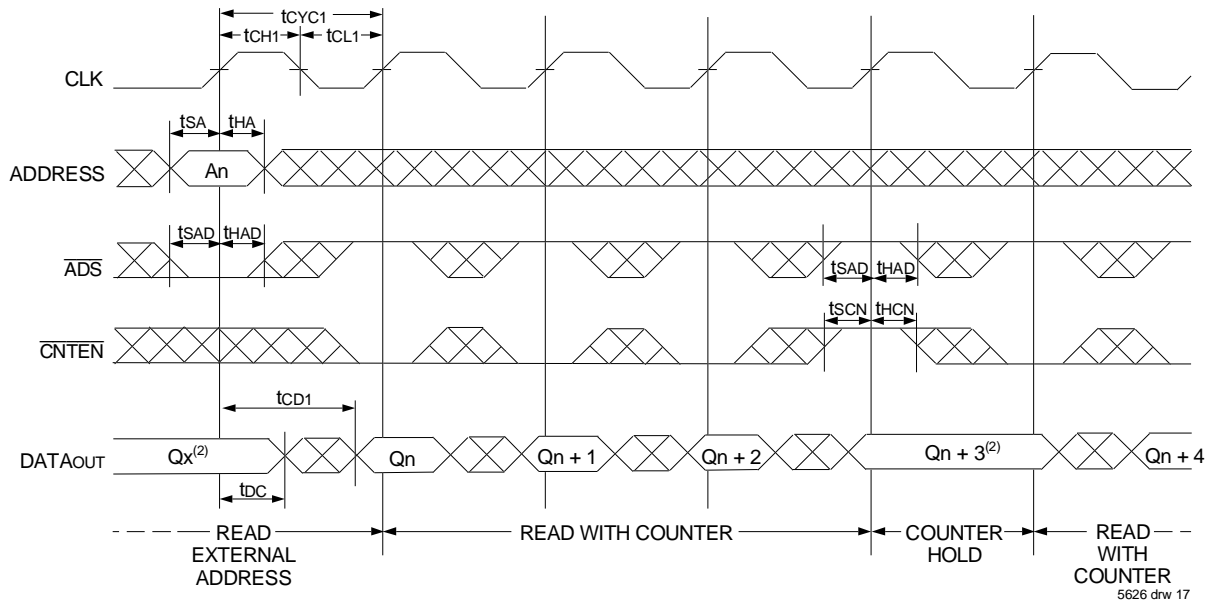 tCYC1
tCH1 tCL1
CLK
tSA tHA
ADDRESS An
tSAD tHAD
ADS
tSAD tHAD
tSCN tHCN
CNTEN
tCD1
DATAOUT Qx(2) Qn Qn + 1 Qn + 2 Qn + 3(2) Qn + 4
tDC
READ EXTERNAL ADDRESS
READ WITH COUNTER
COUNTER HOLD
READ WITH COUNTER
5626 drw 17